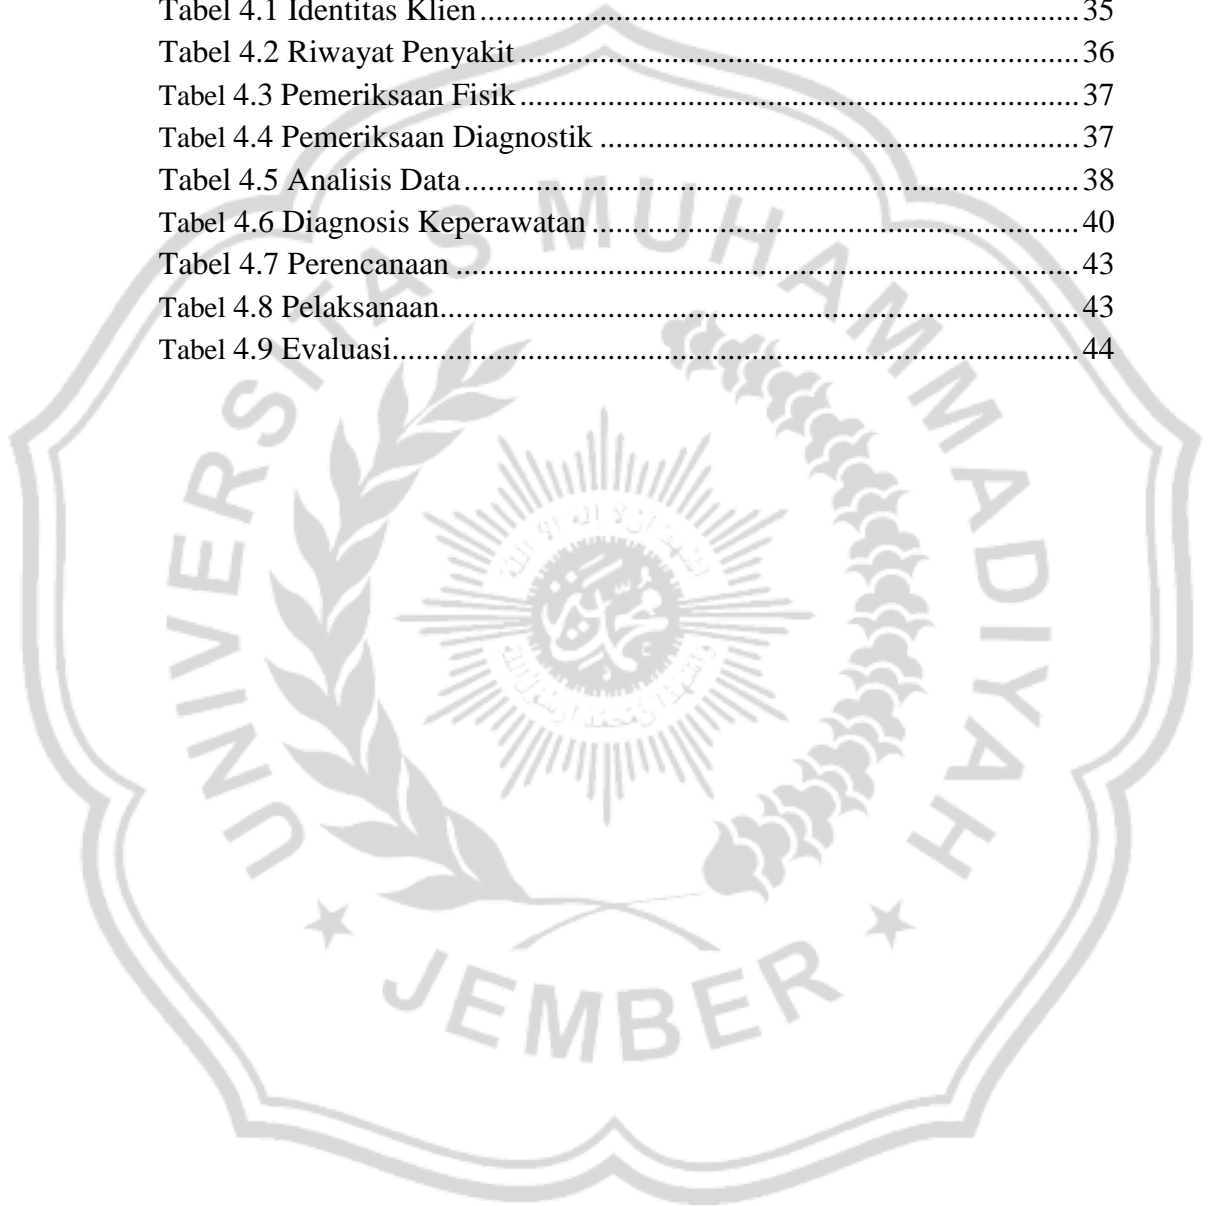 Tabel 4.1 Identitas Klien...........................................................................35
Tabel 4.2 Riwayat Penyakit......................................................................36
Tabel 4.3 Pemeriksaan Fisik......................................................................37
Tabel 4.4 Pemeriksaan Diagnostik............................................................37
Tabel 4.5 Analisis Data.............................................................................38
Tabel 4.6 Diagnosis Keperawatan.............................................................40
Tabel 4.7 Perencanaan..............................................................................43
Tabel 4.8 Pelaksanaan................................................................................43
Tabel 4.9 Evaluasi......................................................................................44
UNIVERSITAS MUHAMMADIYAH
JEMBER